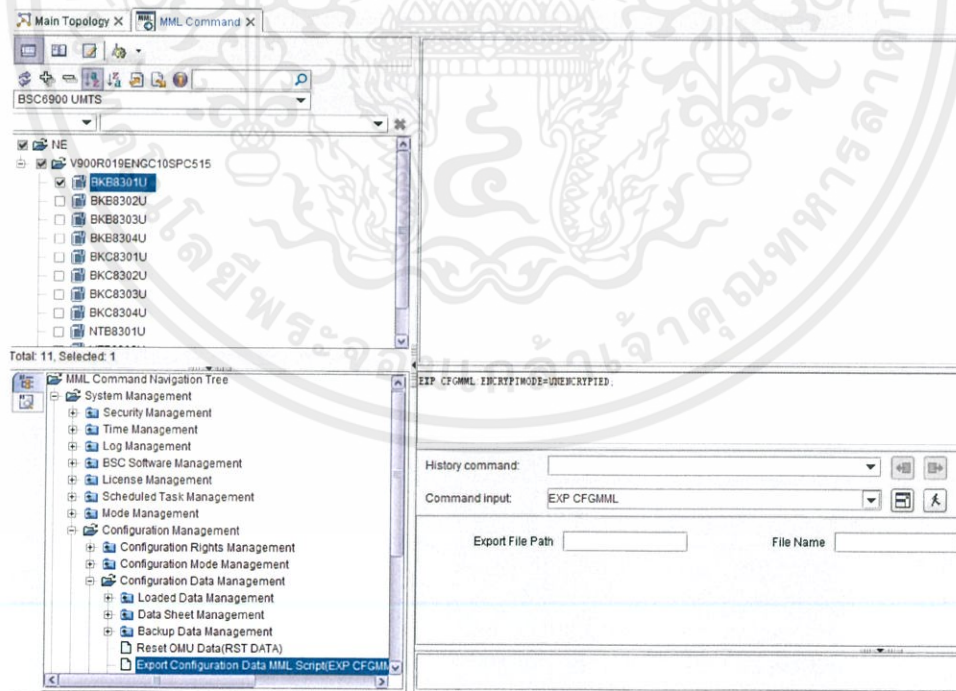 Main Topology
MML Command
BSC6900 UMTS
NE
V900R019ENGC10SPC515
BKB8301U
BKB8302U
BKB8303U
BKB8304U
BKC8301U
BKC8302U
BKC8303U
BKC8304U
NTB8301U
Total: 11, Selected: 1
MML Command Navigation Tree
System Management
Security Management
Time Management
Log Management
BSC Software Management
License Management
Scheduled Task Management
Mode Management
Configuration Management
Configuration Rights Management
Configuration Mode Management
Configuration Data Management
Loaded Data Management
Data Sheet Management
Backup Data Management
Reset OMU Data(RST DATA)
Export Configuration Data MML Script(EXP CFGMM
EXP CFGMML ENCRYPTMODE=UNENCRYPTED;
History command:
Command input: EXP CFGMML
Export File Path
File Name